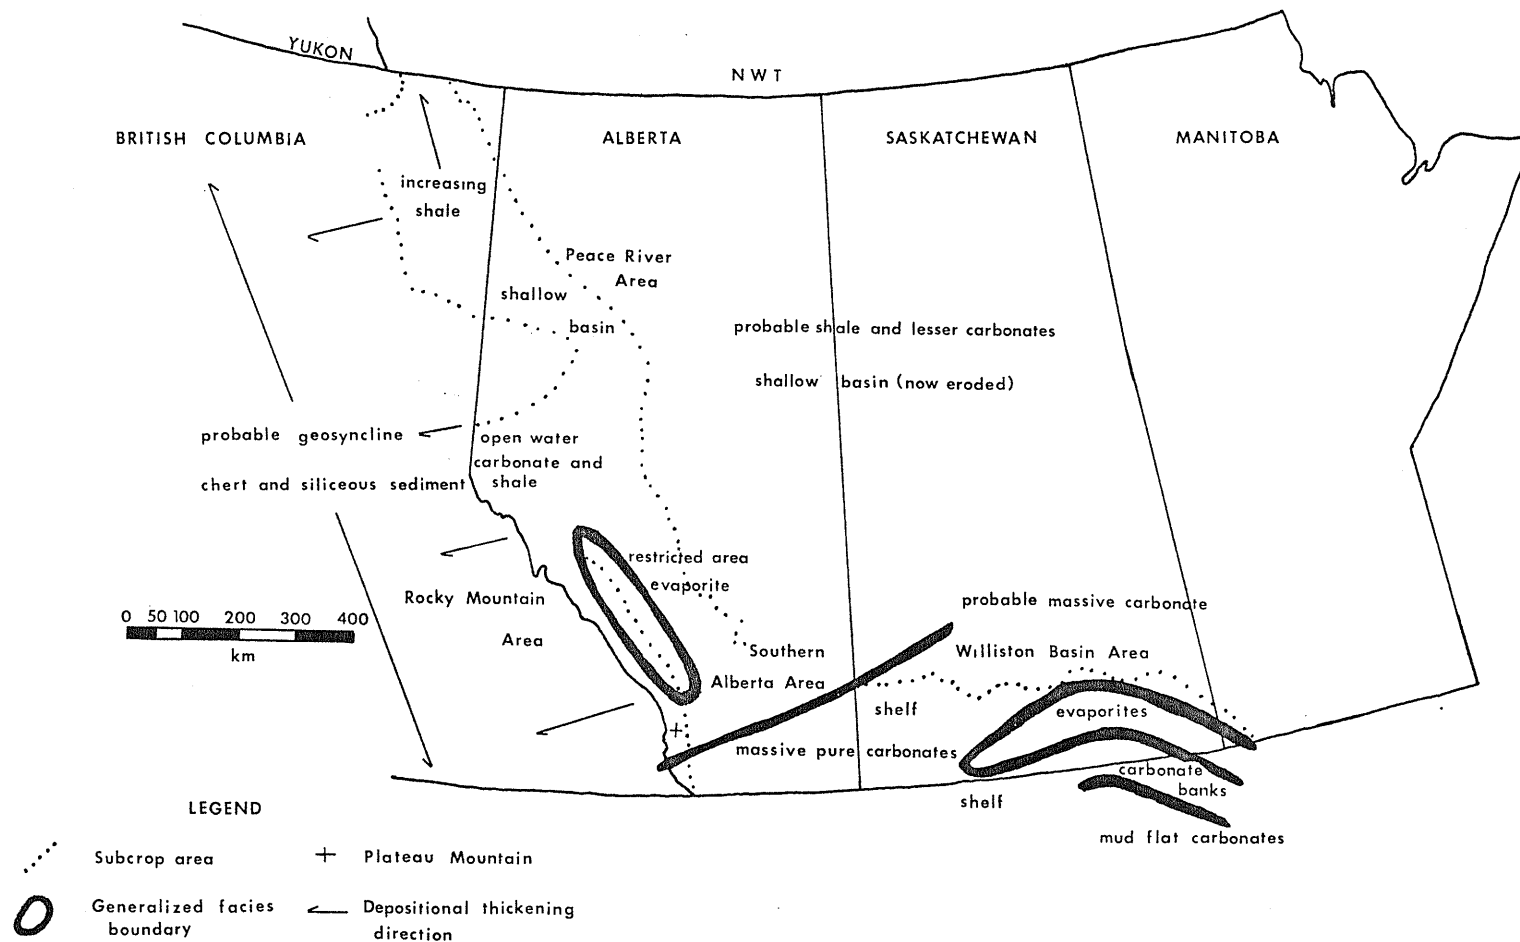 YUKON
NWT
BRITISH COLUMBIA
ALBERTA
SASKATCHEWAN
MANITOBA
increasing
shale
Peace River
Area
shallow
basin
probable shale and lesser carbonates
shallow basin (now eroded)
probable geosyncline
open water
carbonate and
shale
chert and siliceous sediment
restricted area
evaporite
Rocky Mountain
Area
0 50 100 200 300 400
km
probable massive carbonate
Southern
Alberta Area
Williston Basin Area
shelf
evaporites
massive pure carbonates
carbonate
banks
shelf
mud flat carbonates
LEGEND
Subcrop area
+ Plateau Mountain
Generalized facies
boundary
Depositional thickening
direction